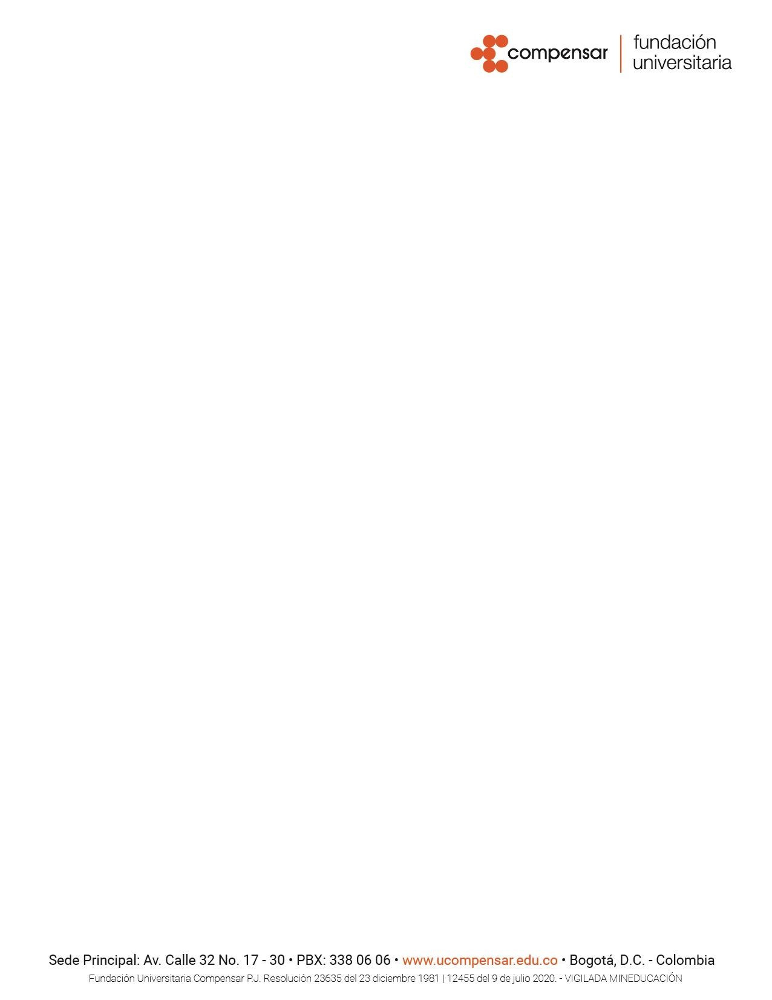 compensar
fundación
universitaria
Sede Principal: Av. Calle 32 No. 17 - 30 • PBX: 338 06 06 • www.ucompensar.edu.co • Bogotá, D.C. - Colombia
Fundación Universitaria Compensar P.J. Resolución 23635 del 23 diciembre 1981 | 12455 del 9 de julio 2020. - VIGILADA MINEDUCACIÓN